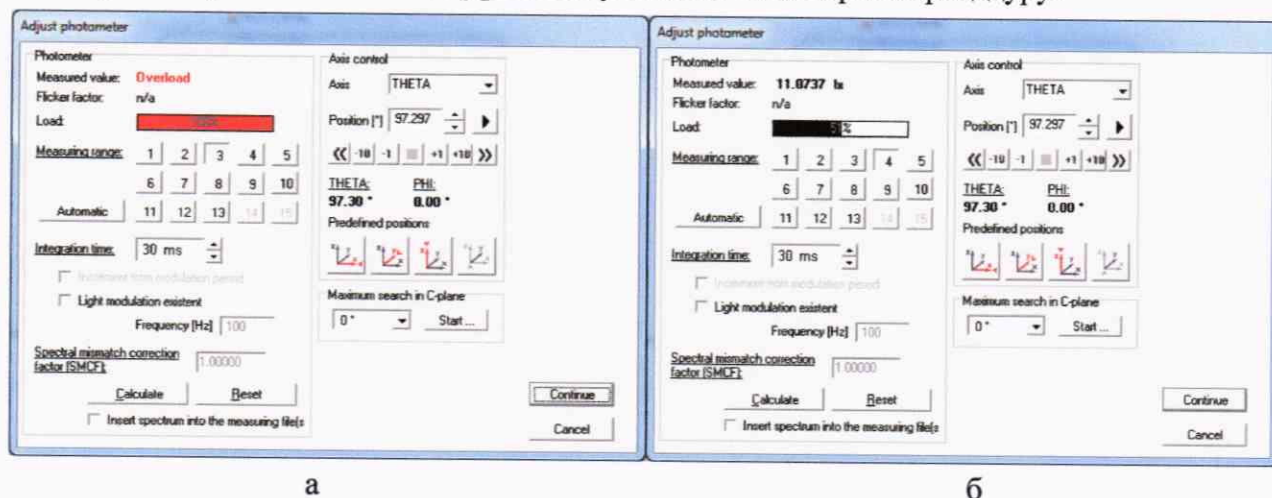 Adjust photometer
Photometer
Measured value: Overload
Flicker factor: n/a
Load:
Measuring range: 1 2 3 4 5
6 7 8 9 10
Automatic 11 12 13 14 15
Integration time: 30 ms
Increment from modulation period
Light modulation existent
Frequency [Hz] 100
Spectral mismatch correction
factor [SMCF]: 1.00000
Calculate Reset
Insert spectrum into the measuring file(s
Axis control
Axis THETA
Position [°] 97.297
-10 -1 +1 +10
THETA: PHI:
97.30 ° 0.00 °
Predefined positions
Maximum search in C-plane
0 ° Start ...
Continue
Cancel
а
Adjust photometer
Photometer
Measured value: 11.0737 lx
Flicker factor: n/a
Load: %
Measuring range: 1 2 3 4 5
6 7 8 9 10
Automatic 11 12 13 14 15
Integration time: 30 ms
Increment from modulation period
Light modulation existent
Frequency [Hz] 100
Spectral mismatch correction
factor [SMCF]: 1.00000
Calculate Reset
Insert spectrum into the measuring file(s
Axis control
Axis THETA
Position [°] 97.297
-10 -1 +1 +10
THETA: PHI:
97.30 ° 0.00 °
Predefined positions
Maximum search in C-plane
0 ° Start ...
Continue
Cancel
б